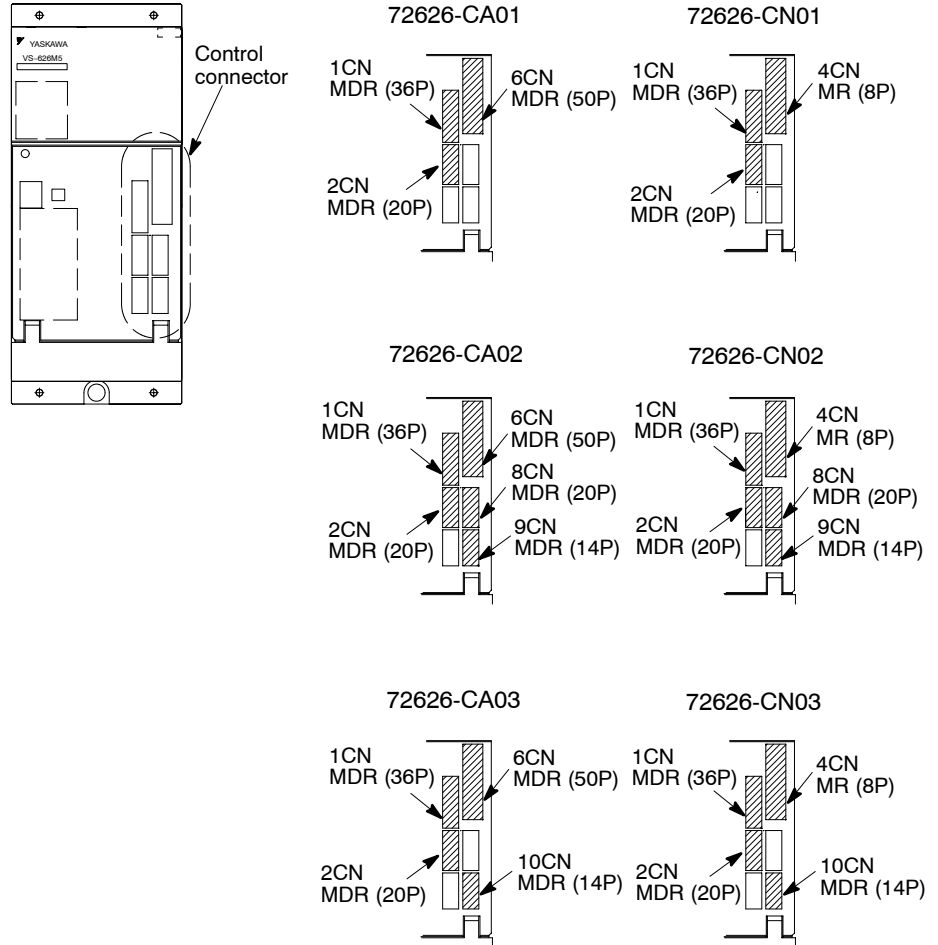 YASKAWA
VS-626M5
Control
connector
72626-CA01
1CN
MDR (36P)
6CN
MDR (50P)
2CN
MDR (20P)
72626-CN01
1CN
MDR (36P)
4CN
MR (8P)
2CN
MDR (20P)
72626-CA02
1CN
MDR (36P)
6CN
MDR (50P)
8CN
MDR (20P)
2CN
MDR (20P)
9CN
MDR (14P)
72626-CN02
1CN
MDR (36P)
4CN
MR (8P)
8CN
MDR (20P)
2CN
MDR (20P)
9CN
MDR (14P)
72626-CA03
1CN
MDR (36P)
6CN
MDR (50P)
2CN
MDR (20P)
10CN
MDR (14P)
72626-CN03
1CN
MDR (36P)
4CN
MR (8P)
2CN
MDR (20P)
10CN
MDR (14P)